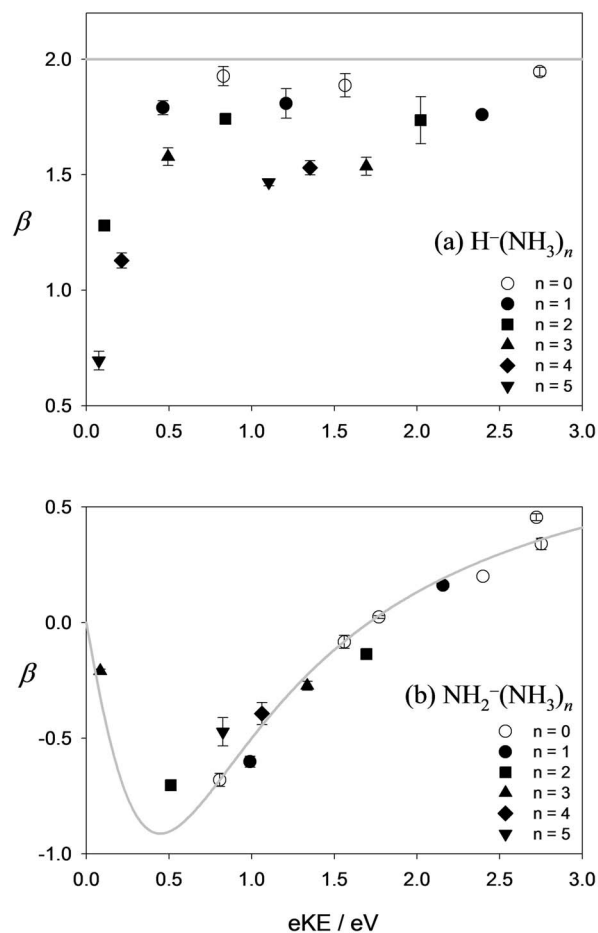 2.0
1.5
β
1.0
0.5
(a) H⁻(NH₃)ₙ
n = 0
n = 1
n = 2
n = 3
n = 4
n = 5
0.0 0.5 1.0 1.5 2.0 2.5 3.0
0.5
0.0
β
-0.5
-1.0
(b) NH₂⁻(NH₃)ₙ
n = 0
n = 1
n = 2
n = 3
n = 4
n = 5
0.0 0.5 1.0 1.5 2.0 2.5 3.0
eKE / eV